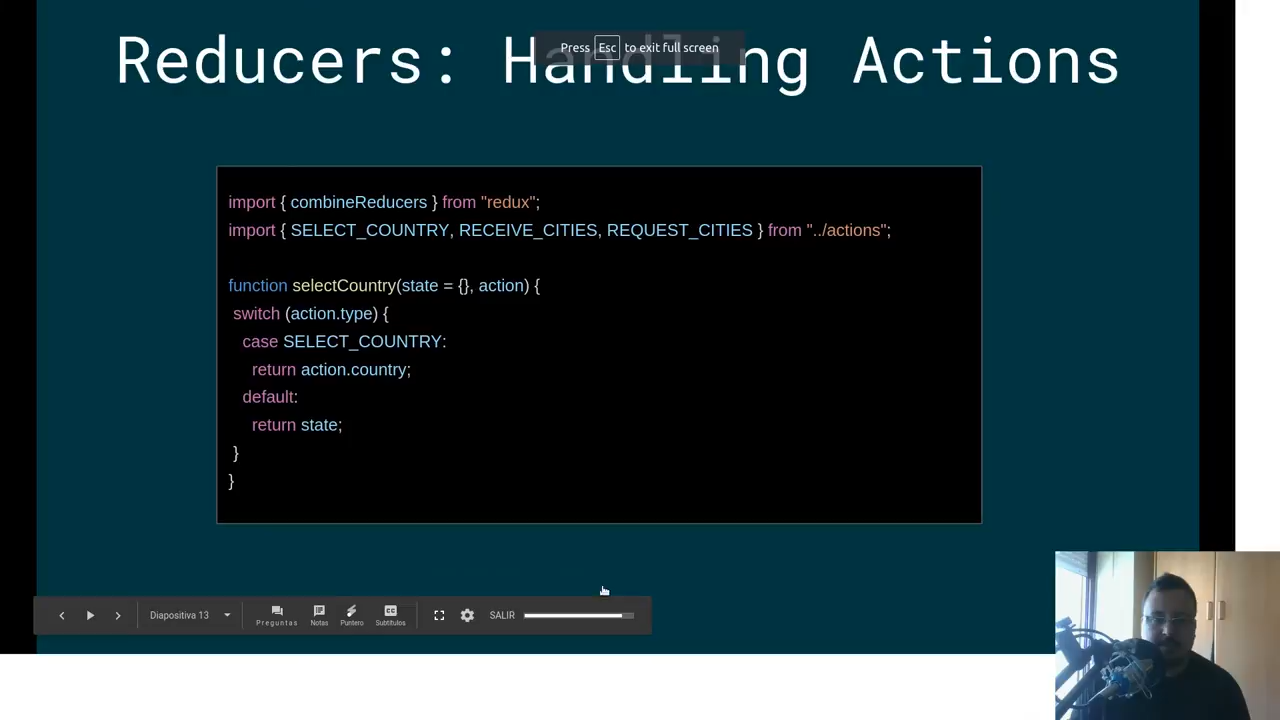 Reducers: Handling Actions
Press Esc to exit full screen
import { combineReducers } from "redux";
import { SELECT_COUNTRY, RECEIVE_CITIES, REQUEST_CITIES } from "../actions";
function selectCountry(state = {}, action) {
switch (action.type) {
case SELECT_COUNTRY:
return action.country;
default:
return state;
}
}
Diapositiva 13
Preguntas
Notas
Puntero
CC
Subtítulos
SALIR